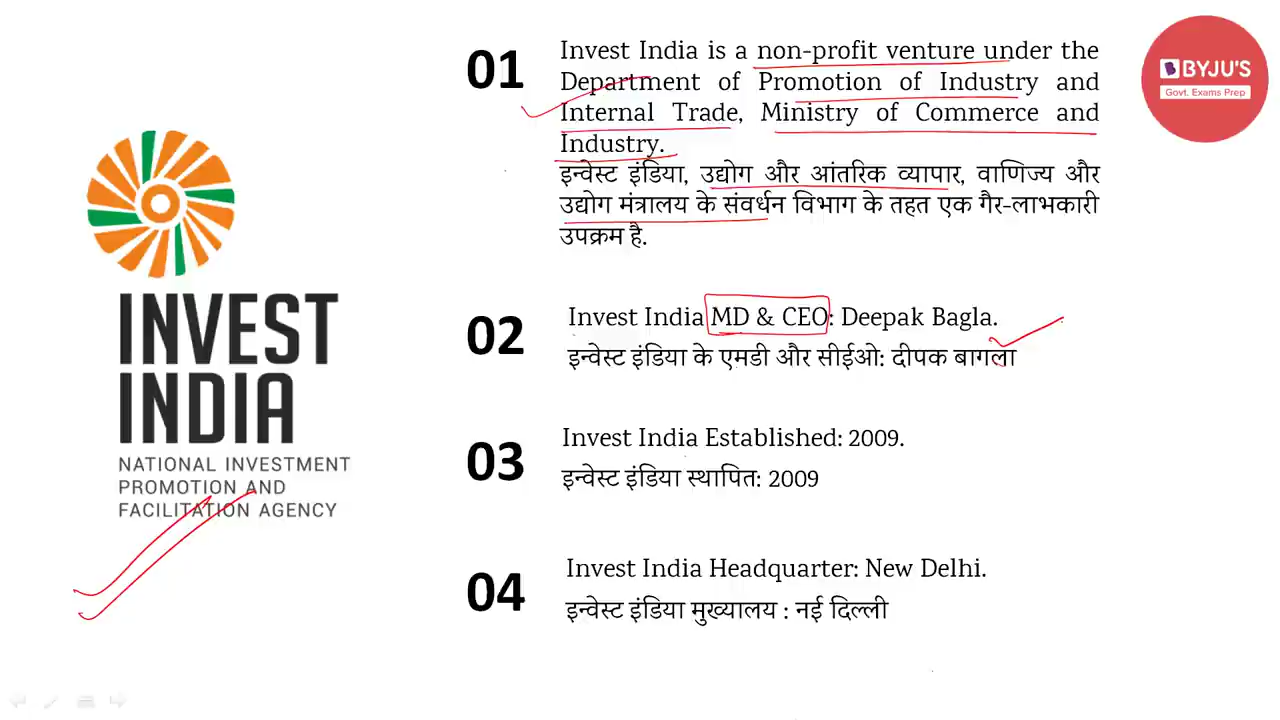 01
Invest India is a non-profit venture under the
Department of Promotion of Industry and
Internal Trade, Ministry of Commerce and
Industry.
इन्वेस्ट इंडिया, उद्योग और आंतरिक व्यापार, वाणिज्य और
उद्योग मंत्रालय के संवर्धन विभाग के तहत एक गैर-लाभकारी
उपक्रम है.
BYJU'S
Govt. Exams Prep
INVEST
INDIA
NATIONAL INVESTMENT
PROMOTION AND
FACILITATION AGENCY
02
Invest India MD & CEO: Deepak Bagla.
इन्वेस्ट इंडिया के एमडी और सीईओ: दीपक बागला
03
Invest India Established: 2009.
इन्वेस्ट इंडिया स्थापित: 2009
04
Invest India Headquarter: New Delhi.
इन्वेस्ट इंडिया मुख्यालय : नई दिल्ली